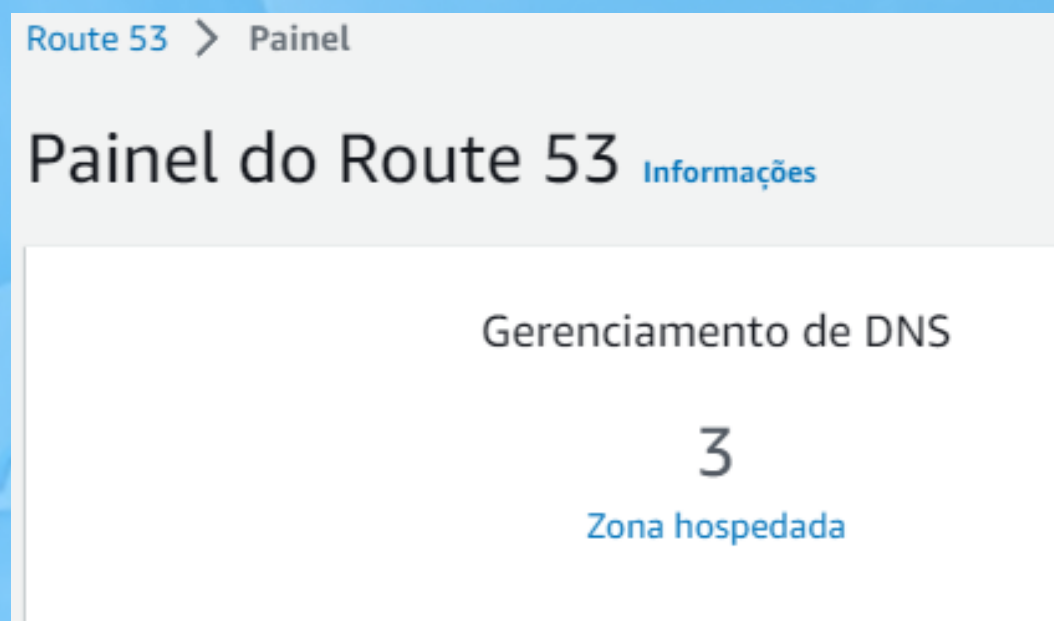 Route 53 > Painel
Painel do Route 53 Informações
Gerenciamento de DNS
3
Zona hospedada